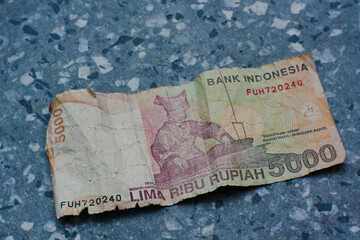 BANK INDONESIA
FUH720240
5000
FUH720240
LIMA RIBU RUPIAH 5000